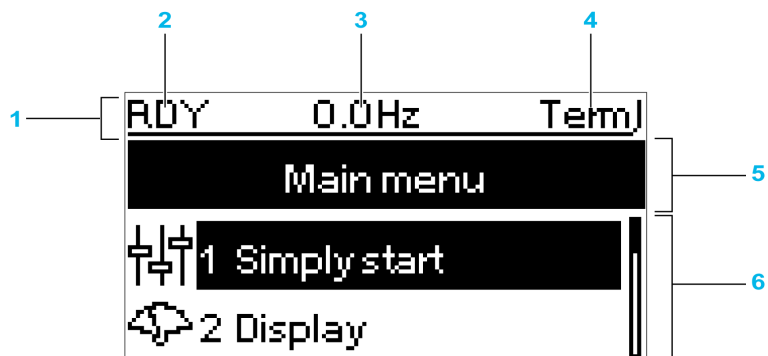 2 3 4
1 RDY 0.0Hz Term
Main menu 5
1 Simply start
6
2 Display